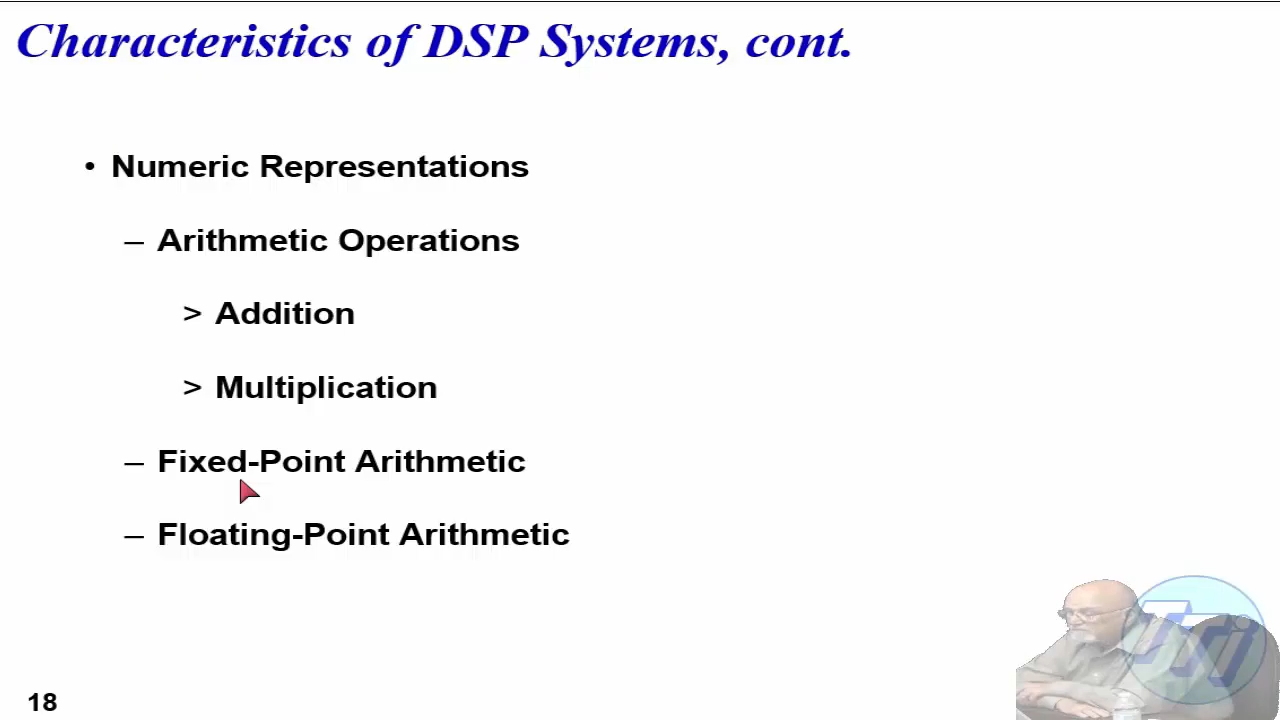 Characteristics of DSP Systems, cont.
• Numeric Representations
– Arithmetic Operations
> Addition
> Multiplication
– Fixed-Point Arithmetic
– Floating-Point Arithmetic
18